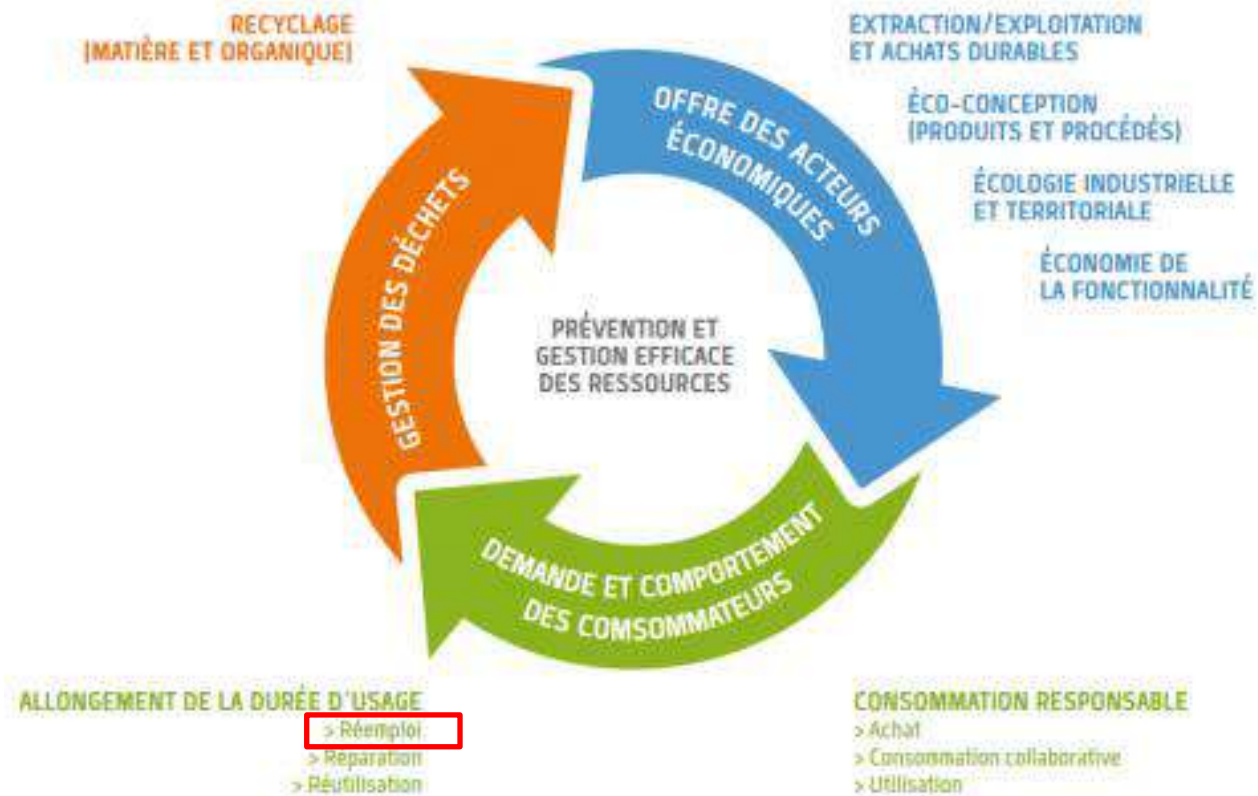 RECYCLAGE
(MATIÈRE ET ORGANIQUE)
EXTRACTION/EXPLOITATION
ET ACHATS DURABLES
ÉCO-CONCEPTION
(PRODUITS ET PROCÉDÉS)
ÉCOLOGIE INDUSTRIELLE
ET TERRITORIALE
ÉCONOMIE DE
LA FONCTIONNALITÉ
OFFRE DES ACTEURS
ÉCONOMIQUES
GESTION DES DÉCHETS
PRÉVENTION ET
GESTION EFFICACE
DES RESSOURCES
DEMANDE ET COMPORTEMENT
DES COMSOMMATEURS
ALLONGEMENT DE LA DURÉE D'USAGE
> Réemploi
> Réparation
> Réutilisation
CONSOMMATION RESPONSABLE
> Achat
> Consommation collaborative
> Utilisation